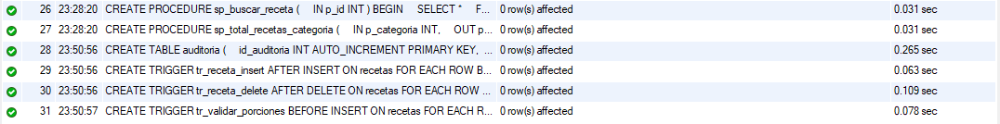 26 23:28:20 CREATE PROCEDURE sp_buscar_receta ( IN p_id INT ) BEGIN SELECT * F... 0 row(s) affected 0.031 sec
27 23:28:20 CREATE PROCEDURE sp_total_recetas_categoria ( IN p_categoria INT, OUT p... 0 row(s) affected 0.031 sec
28 23:50:56 CREATE TABLE auditoria ( id_auditoria INT AUTO_INCREMENT PRIMARY KEY, ... 0 row(s) affected 0.265 sec
29 23:50:56 CREATE TRIGGER tr_receta_insert AFTER INSERT ON recetas FOR EACH ROW B... 0 row(s) affected 0.063 sec
30 23:50:56 CREATE TRIGGER tr_receta_delete AFTER DELETE ON recetas FOR EACH ROW ... 0 row(s) affected 0.109 sec
31 23:50:57 CREATE TRIGGER tr_validar_porciones BEFORE INSERT ON recetas FOR EACH R... 0 row(s) affected 0.078 sec